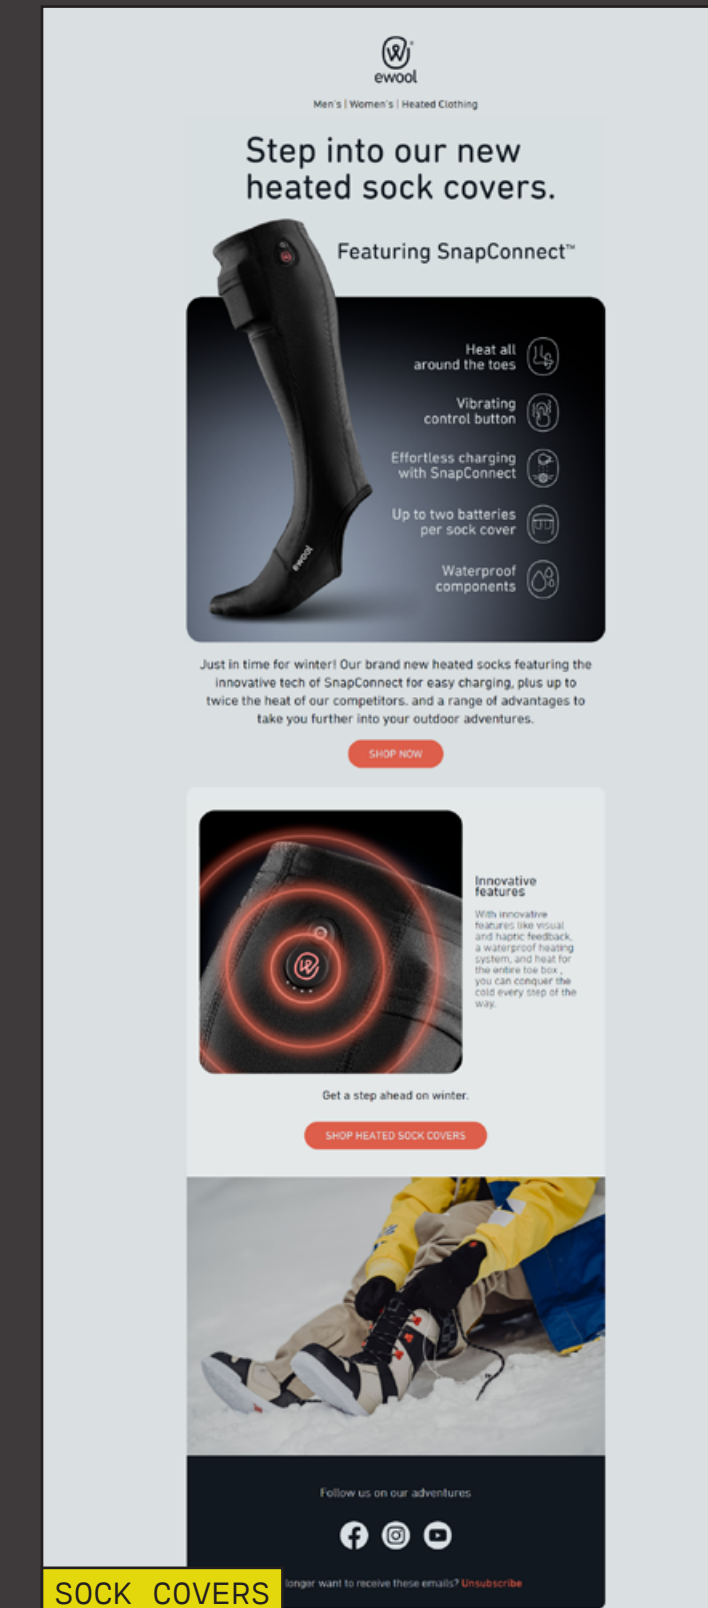 ewool
Men's | Women's | Heated Clothing
Step into our new
heated sock covers.
Featuring SnapConnect™
Heat all
around the toes
Vibrating
control button
Effortless charging
with SnapConnect
Up to two batteries
per sock cover
Waterproof
components
ewool
Just in time for winter! Our brand new heated socks featuring the
innovative tech of SnapConnect for easy charging, plus up to
twice the heat of our competitors. and a range of advantages to
take you further into your outdoor adventures.
SHOP NOW
Innovative
features
With innovative
features like visual
and haptic feedback,
a waterproof heating
system, and heat for
the entire toe box ,
you can conquer the
cold every step of the
way.
Get a step ahead on winter.
SHOP HEATED SOCK COVERS
Follow us on our adventures
longer want to receive these emails? Unsubscribe
SOCK COVERS